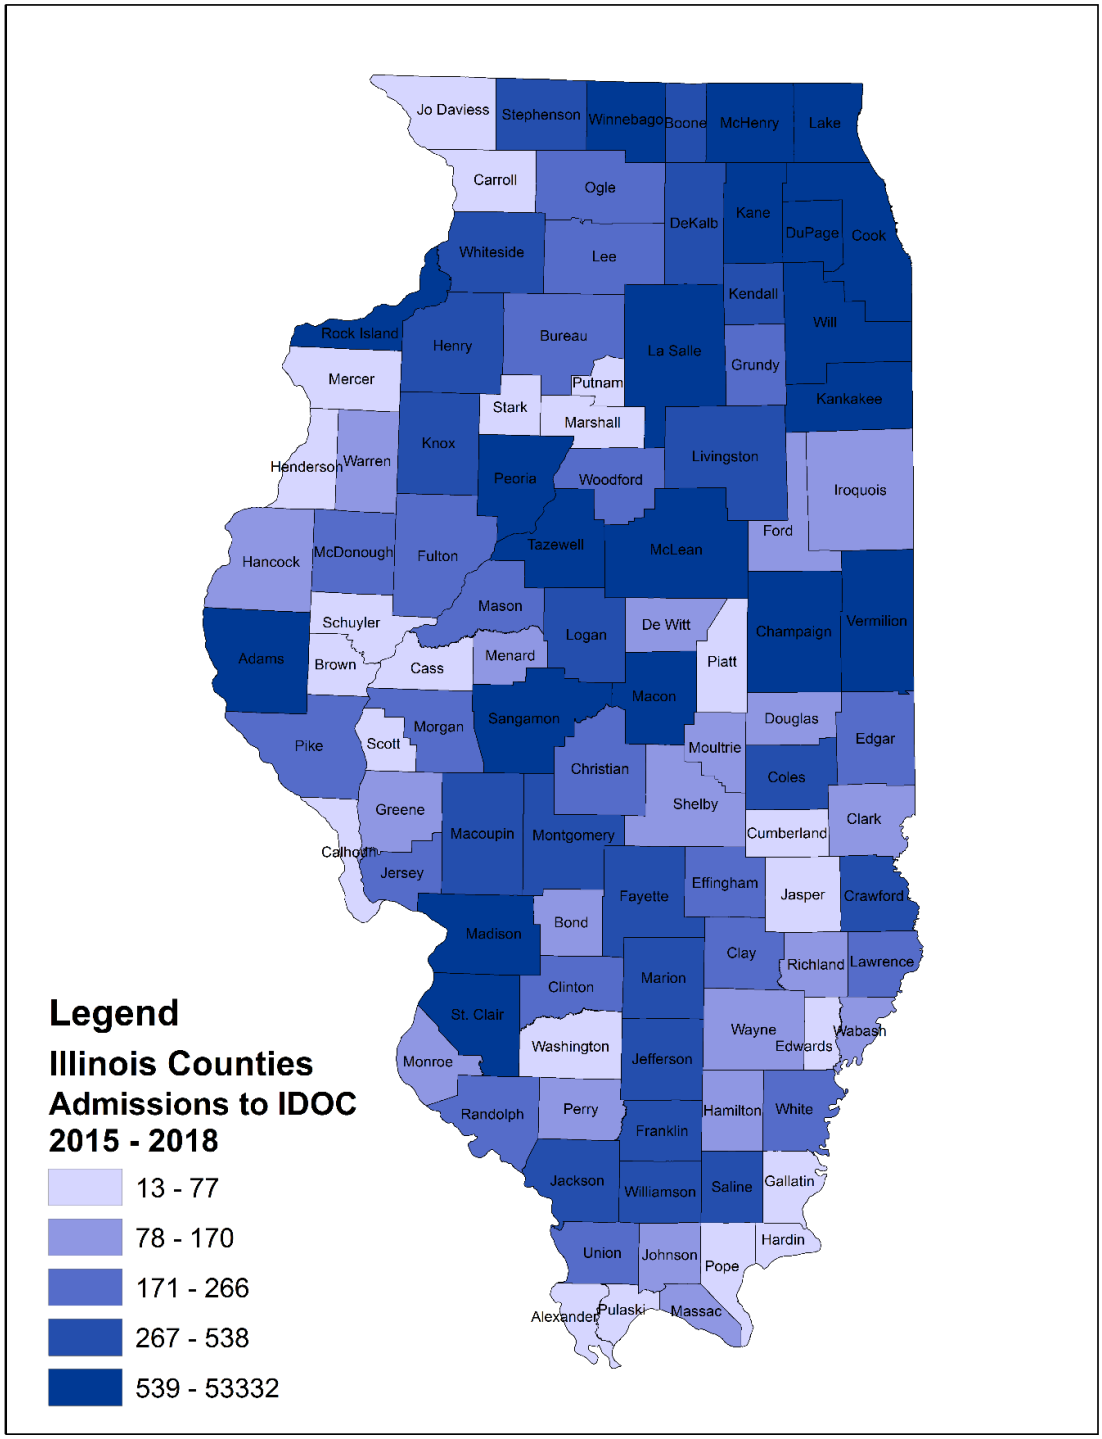 Jo Daviess
Stephenson
Winnebago
Boone
McHenry
Lake
Carroll
Ogle
DeKalb
Kane
DuPage
Cook
Whiteside
Lee
Kendall
Will
Rock Island
Henry
Bureau
La Salle
Grundy
Mercer
Putnam
Kankakee
Stark
Marshall
Knox
Henderson
Warren
Peoria
Woodford
Livingston
Iroquois
Ford
Hancock
McDonough
Fulton
Tazewell
McLean
Mason
Schuyler
Logan
De Witt
Champaign
Vermilion
Adams
Brown
Cass
Menard
Piatt
Macon
Pike
Scott
Morgan
Sangamon
Christian
Moultrie
Douglas
Edgar
Coles
Greene
Shelby
Macoupin
Montgomery
Cumberland
Clark
Calhoun
Jersey
Fayette
Effingham
Jasper
Crawford
Madison
Bond
Clay
Richland
Lawrence
Marion
Clinton
St. Clair
Washington
Wayne
Edwards
Wabash
Monroe
Jefferson
Randolph
Perry
Franklin
Hamilton
White
Jackson
Williamson
Saline
Gallatin
Union
Johnson
Pope
Hardin
Alexander
Pulaski
Massac
Legend
Illinois Counties
Admissions to IDOC
2015 - 2018
13 - 77
78 - 170
171 - 266
267 - 538
539 - 53332